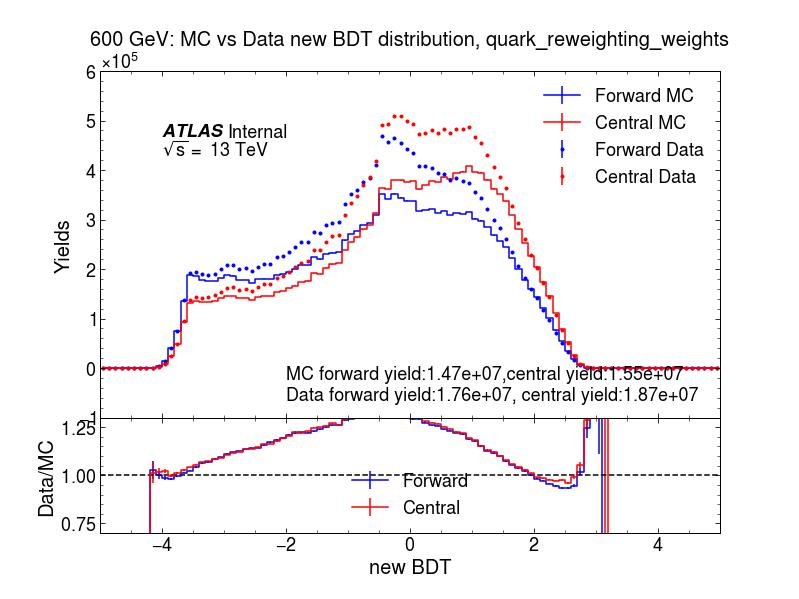 600 GeV: MC vs Data new BDT distribution, quark_reweighting_weights
×10⁵
6
5
4
3
2
1
0
1
Yields
ATLAS Internal
√s = 13 TeV
Forward MC
Central MC
Forward Data
Central Data
MC forward yield:1.47e+07,central yield:1.55e+07
Data forward yield:1.76e+07, central yield:1.87e+07
1.25
1.00
0.75
Data/MC
Forward
Central
−4 −2 0 2 4
new BDT